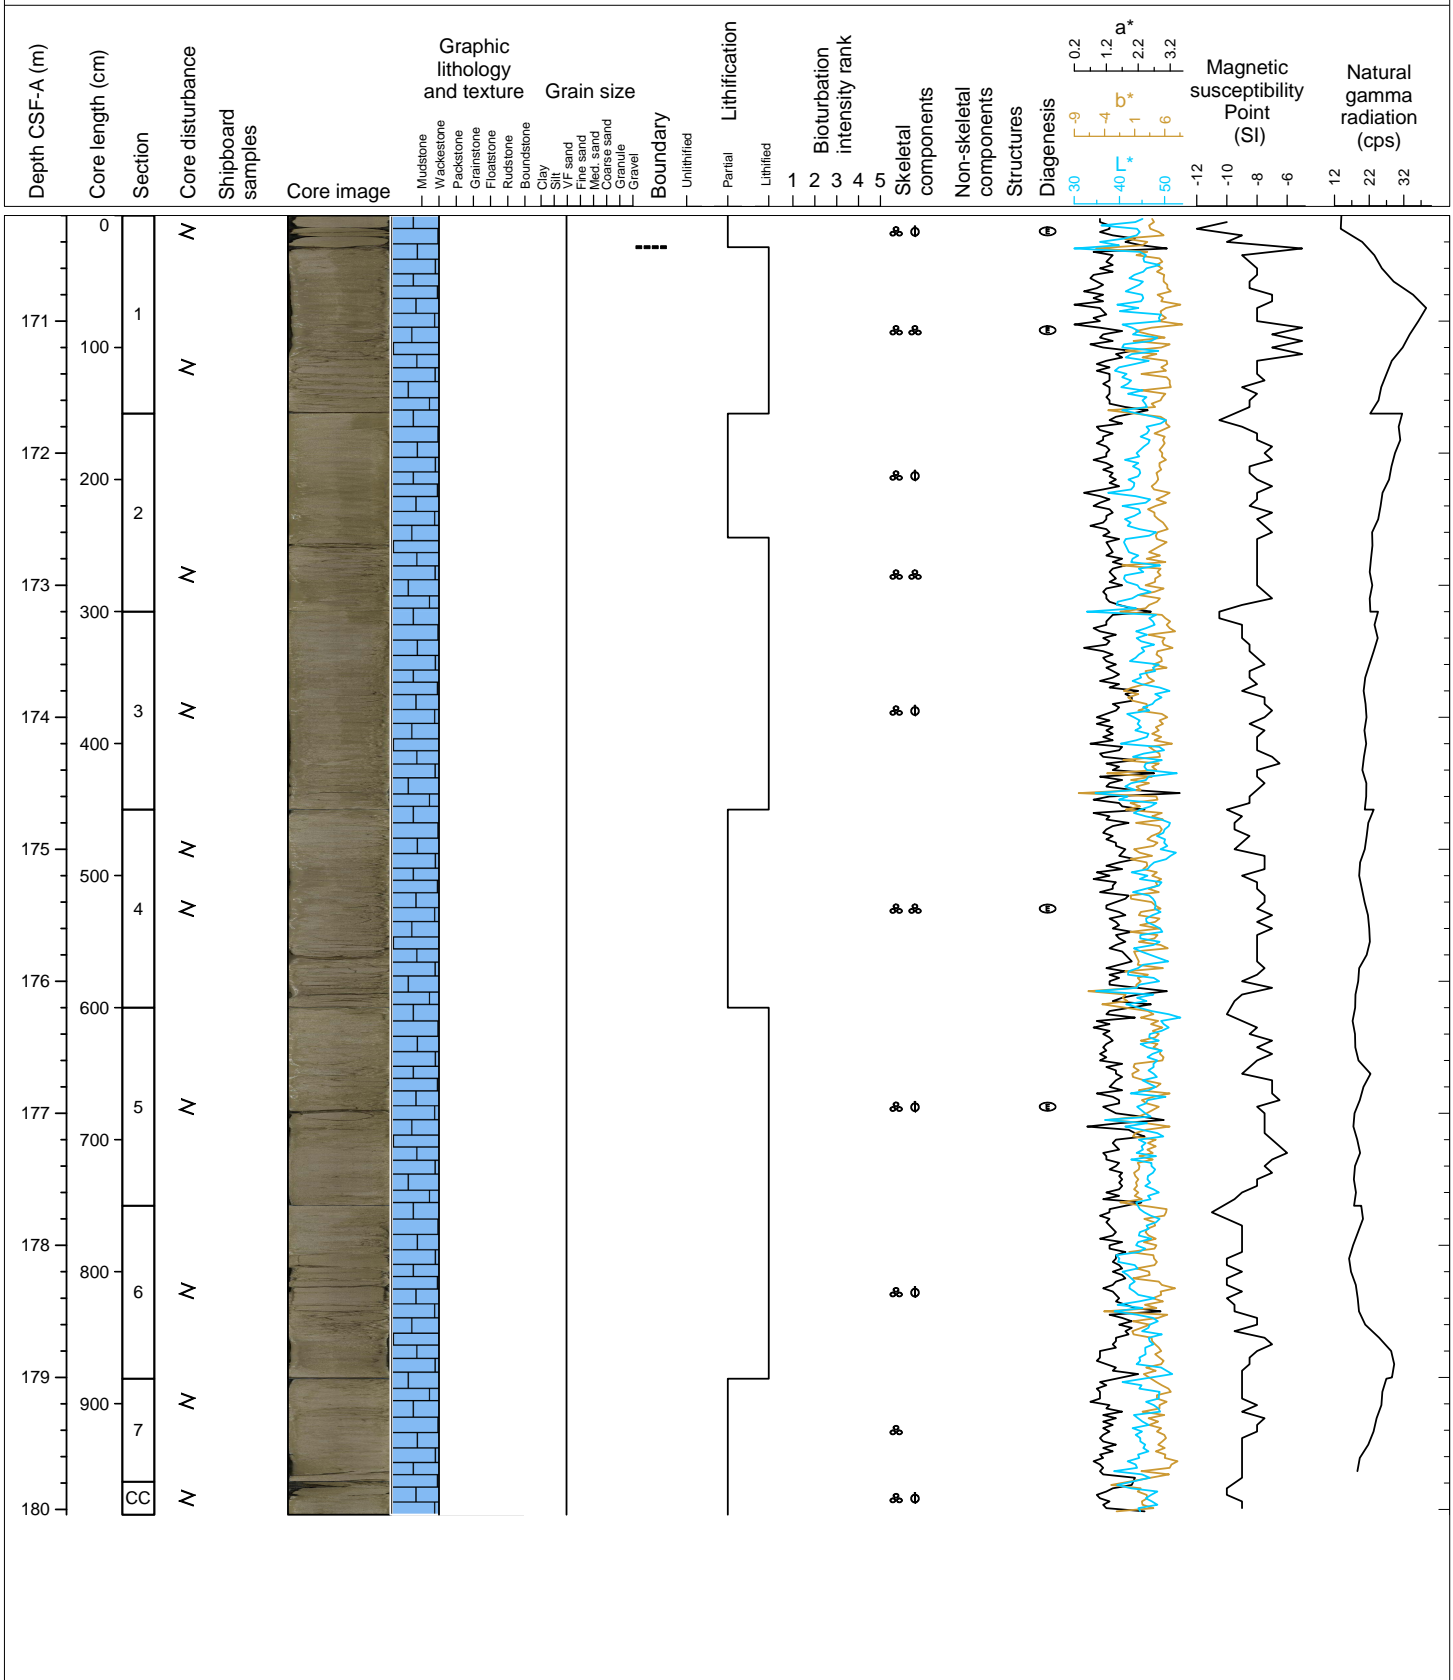 Depth CSF-A (m)
Core length (cm)
Section
Core disturbance
Shipboard
samples
Core image
Graphic
lithology
and texture
Mudstone
Wackestone
Packstone
Grainstone
Floatstone
Rudstone
Boundstone
Grain size
Clay
Silt
VF sand
Fine sand
Med. sand
Coarse sand
Granule
Gravel
Boundary
Lithification
Unlithified
Partial
Lithified
Bioturbation
intensity rank
1 2 3 4 5
Skeletal
components
Non-skeletal
components
Structures
Diagenesis
a*
0.2 1.2 2.2 3.2
b*
-9 -4 1 6
L*
30 40 50
Magnetic
susceptibility
Point
(SI)
-12 -10 -8 -6
Natural
gamma
radiation
(cps)
12 22 32
0
1
171
100
172
200
2
173
300
3
174
400
175
500
4
176
600
5
177
700
178
800
6
179
900
7
CC
180